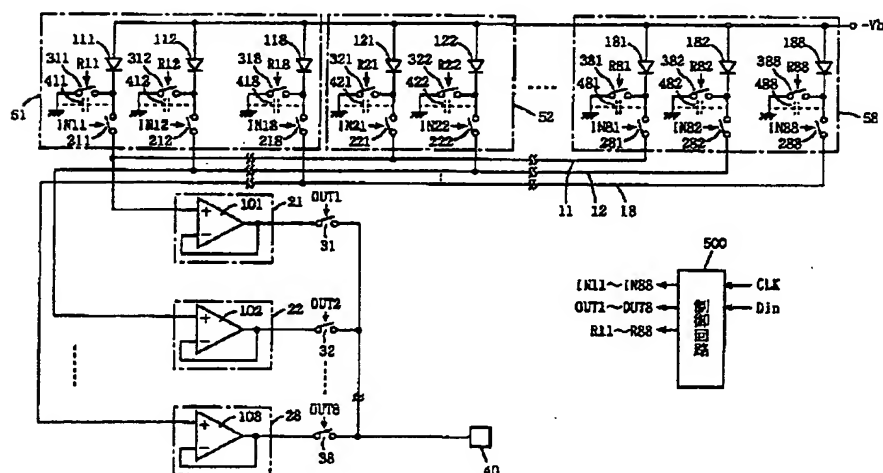 -Vb
111 112 118 121 122 181 182 188
311 R11 312 R12 318 R18 321 R21 322 R22 381 R81 382 R82 388 R88
411 412 418 421 422 481 482 488
51 52 58
IN11 IN12 IN18 IN21 IN22 IN81 IN82 IN88
211 212 218 221 222 281 282 288
11 12 18
101 21 OUT1
+
-
31
102 22 OUT2
+
-
32
108 28 OUT8
+
-
38
40
500
IN11~IN88 CLK
OUT1~OUT8 Din
R11~R88
制御回路